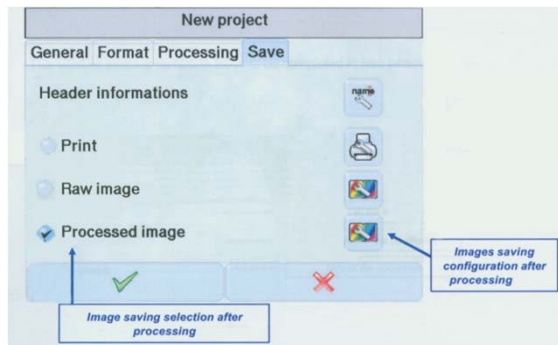 New project
General Format Processing Save
Header informations
name
Print
Raw image
Processed image
Images saving
configuration after
processing
Image saving selection after
processing